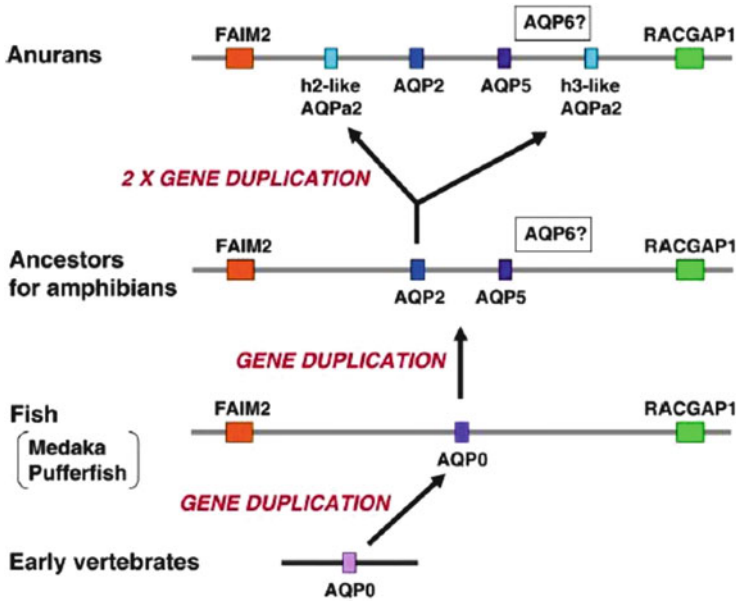 AQP6?
FAIM2
RACGAP1
Anurans
h2-like
AQPa2
AQP2
AQP5
h3-like
AQPa2
2 X GENE DUPLICATION
AQP6?
FAIM2
RACGAP1
Ancestors
for amphibians
AQP2
AQP5
GENE DUPLICATION
Fish
FAIM2
RACGAP1
Medaka
Pufferfish
AQP0
GENE DUPLICATION
Early vertebrates
AQP0